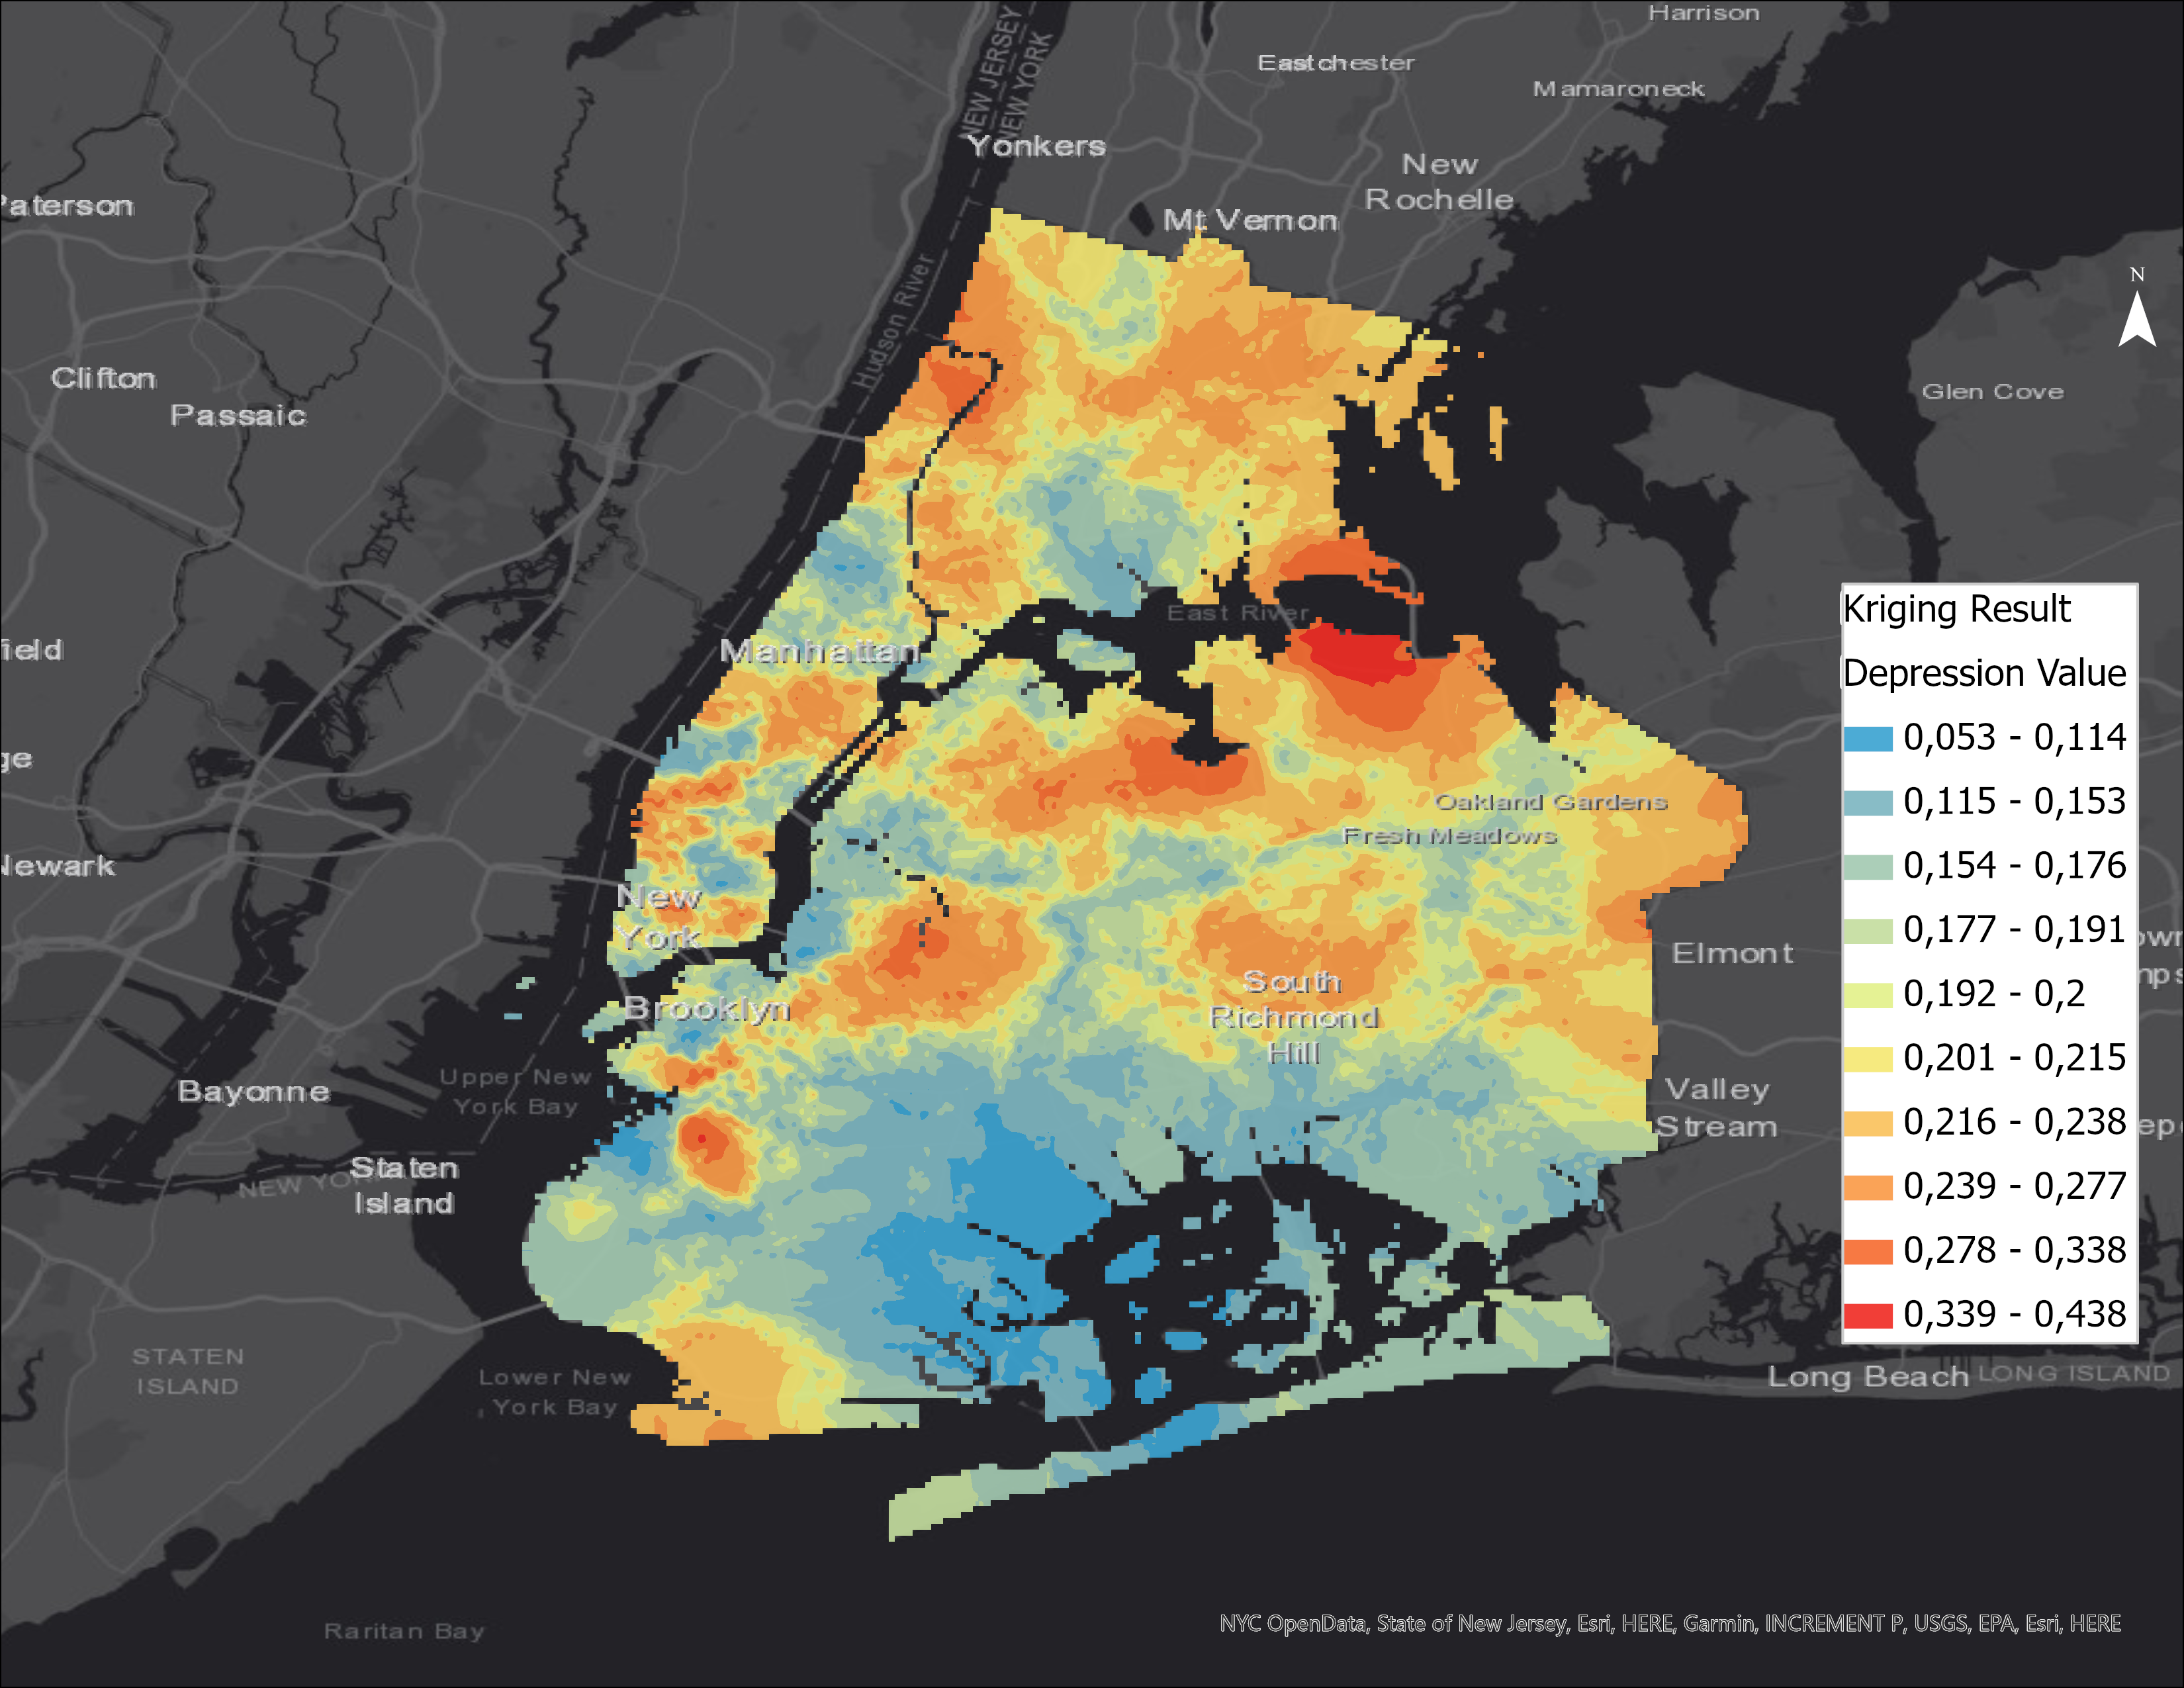 Harrison
Eastchester
Mamaroneck
NEW JERSEY
NEW YORK
Yonkers
New
Rochelle
Mt Vernon
Paterson
N
Hudson River
Clifton
Passaic
Glen Cove
East River
Manhattan
ield
ge
Oakland Gardens
Fresh Meadows
Newark
New
York
Elmont
South
Richmond
Hill
Brooklyn
Upper New
York Bay
Bayonne
Valley
Stream
Staten
Island
NEW YOR
STATEN
ISLAND
Lower New
York Bay
Long Beach
LONG ISLAND
Raritan Bay
Kriging Result
Depression Value
0,053 - 0,114
0,115 - 0,153
0,154 - 0,176
0,177 - 0,191
0,192 - 0,2
0,201 - 0,215
0,216 - 0,238
0,239 - 0,277
0,278 - 0,338
0,339 - 0,438
NYC OpenData, State of New Jersey, Esri, HERE, Garmin, INCREMENT P, USGS, EPA, Esri, HERE